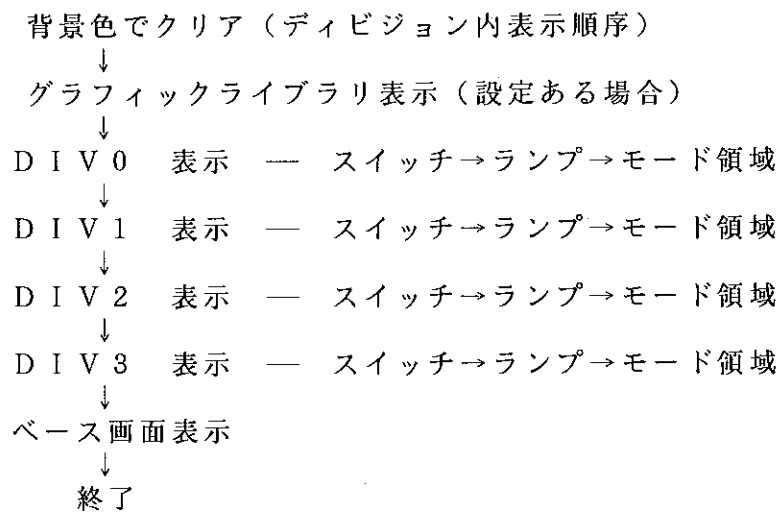 背景色でクリア（ディビジョン内表示順序）
↓
グラフィックライブラリ表示（設定ある場合）
↓
ＤＩＶ０　表示　―　スイッチ→ランプ→モード領域
↓
ＤＩＶ１　表示　―　スイッチ→ランプ→モード領域
↓
ＤＩＶ２　表示　―　スイッチ→ランプ→モード領域
↓
ＤＩＶ３　表示　―　スイッチ→ランプ→モード領域
↓
ベース画面表示
↓
終了